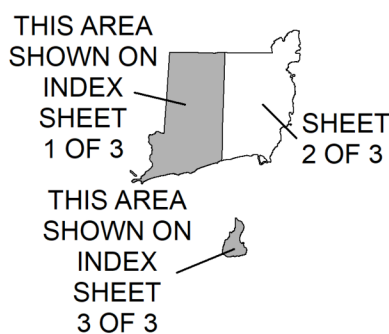 THIS AREA
SHOWN ON
INDEX
SHEET
1 OF 3
SHEET
2 OF 3
THIS AREA
SHOWN ON
INDEX
SHEET
3 OF 3